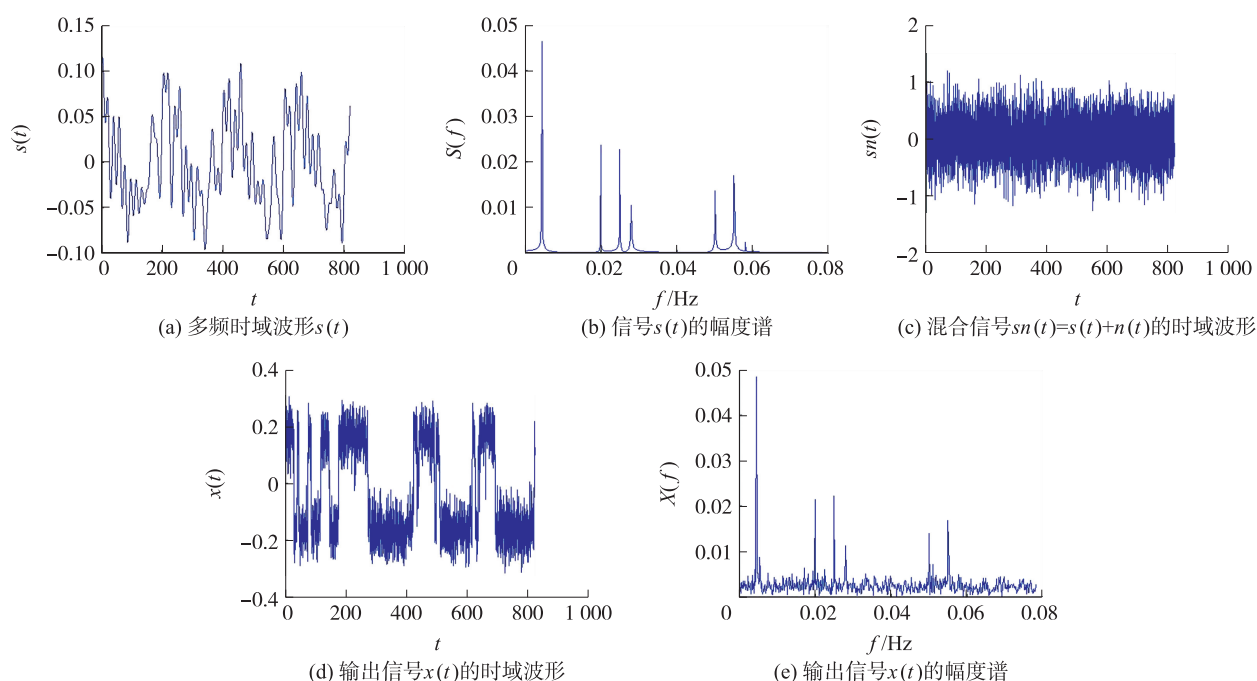 0.15
0.10
0.05
0
−0.05
−0.10
s(t)
0 200 400 600 800 1 000
t
(a) 多频时域波形s(t)
0.05
0.04
0.03
0.02
0.01
S(f)
0 0.02 0.04 0.06 0.08
f/Hz
(b) 信号s(t)的幅度谱
2
1
0
−1
−2
sn(t)
0 200 400 600 800 1 000
t
(c) 混合信号sn(t)=s(t)+n(t)的时域波形
0.4
0.2
0
−0.2
−0.4
x(t)
0 200 400 600 800 1 000
t
(d) 输出信号x(t)的时域波形
0.05
0.04
0.03
0.02
0.01
X(f)
0 0.02 0.04 0.06 0.08
f/Hz
(e) 输出信号x(t)的幅度谱